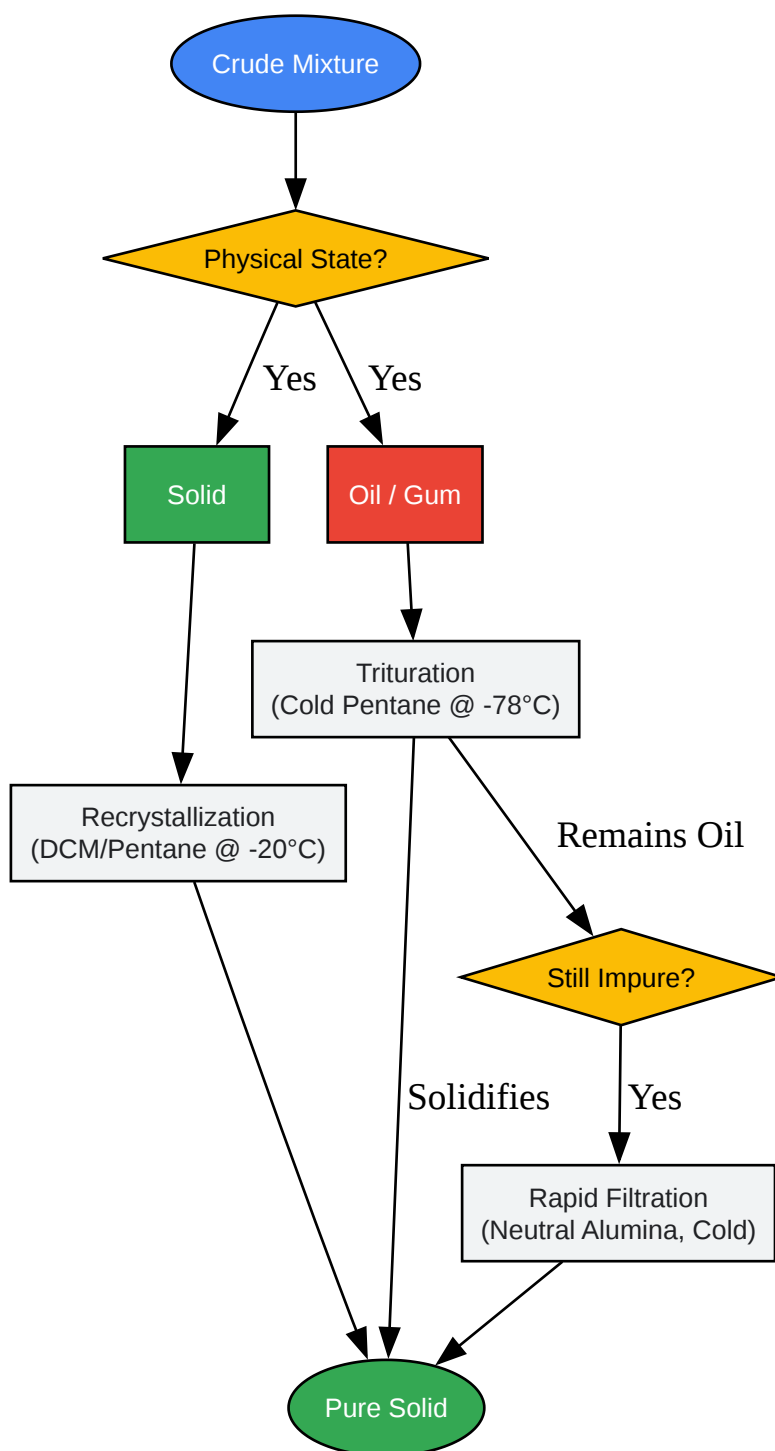 Crude Mixture
Physical State?
Yes
Yes
Solid
Oil / Gum
Trituration
(Cold Pentane @ -78°C)
Recrystallization
(DCM/Pentane @ -20°C)
Remains Oil
Still Impure?
Solidifies
Yes
Rapid Filtration
(Neutral Alumina, Cold)
Pure Solid